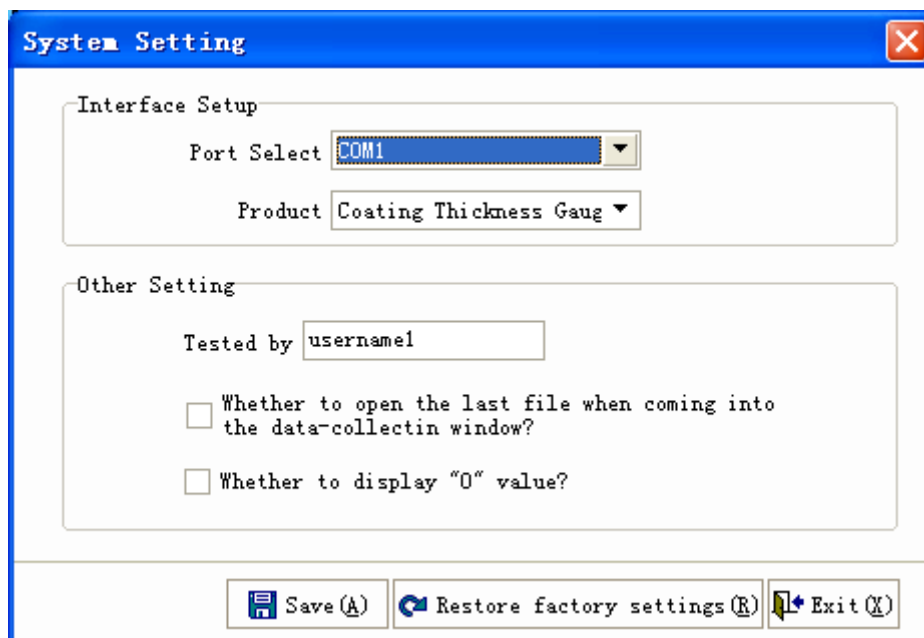 System Setting
Interface Setup
Port Select COM1
Product Coating Thickness Gaug
Other Setting
Tested by username1
Whether to open the last file when coming into
the data-collectin window?
Whether to display "0" value?
Save(A) Restore factory settings(R) Exit(X)